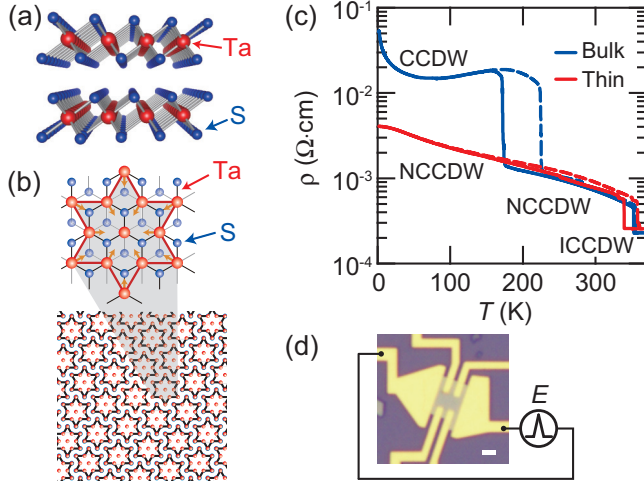 (a)
Ta
S
(b)
Ta
S
(c)
10⁻¹
10⁻²
10⁻³
10⁻⁴
ρ (Ω·cm)
CCDW
Bulk
Thin
NCCDW
NCCDW
ICCDW
0
100
200
300
T (K)
(d)
E